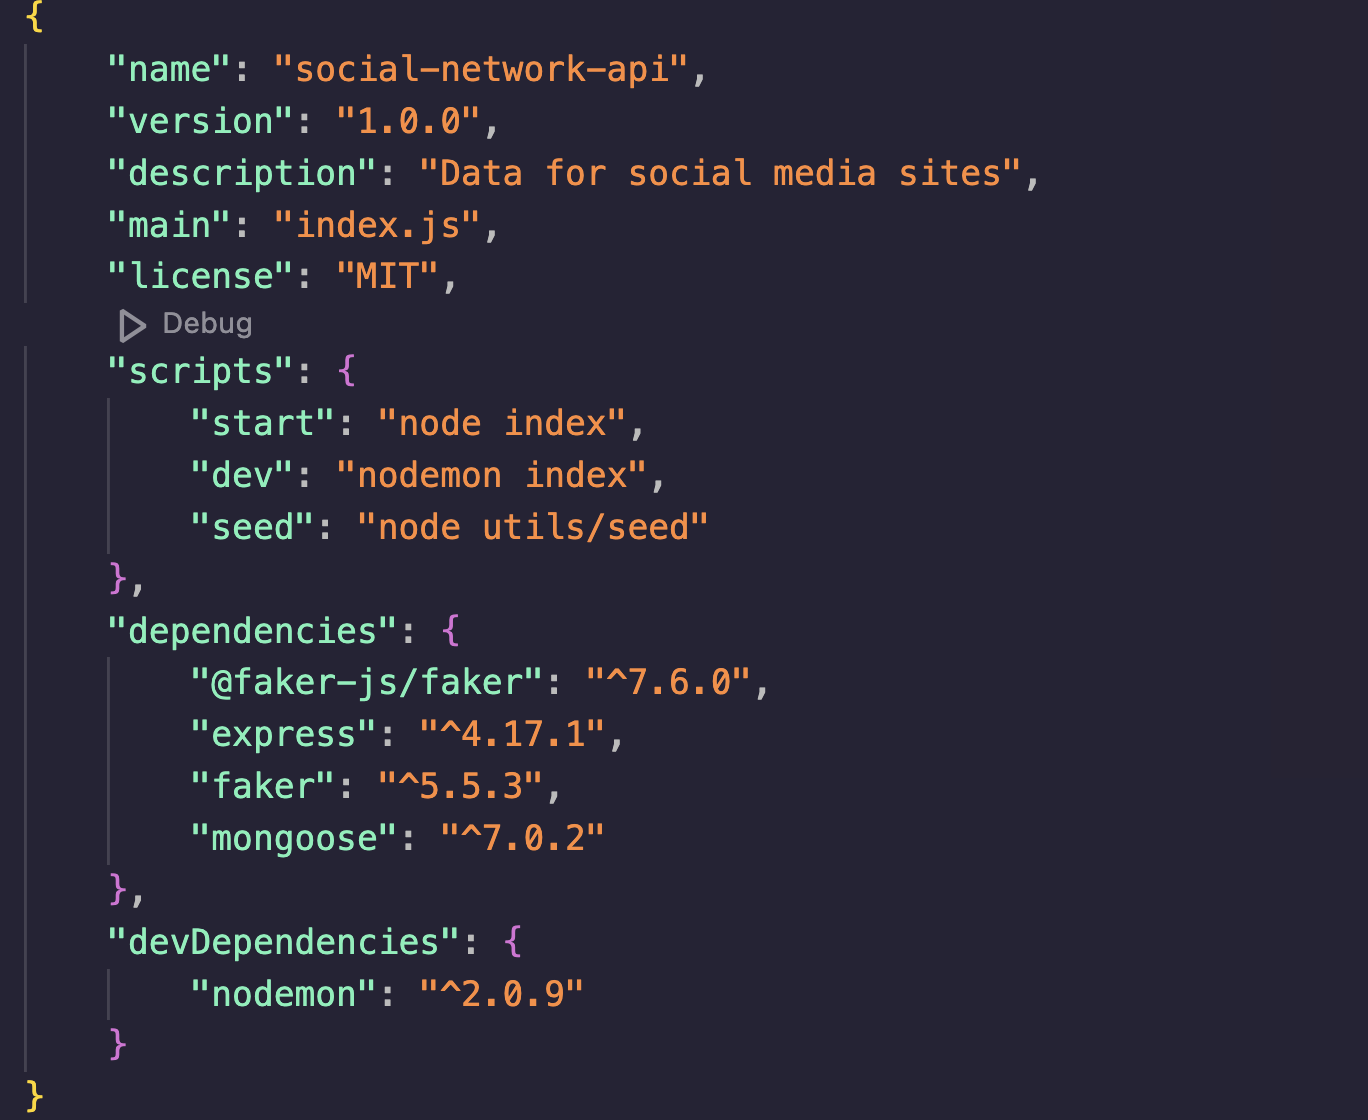 {
"name": "social-network-api",
"version": "1.0.0",
"description": "Data for social media sites",
"main": "index.js",
"license": "MIT",
Debug
"scripts": {
"start": "node index",
"dev": "nodemon index",
"seed": "node utils/seed"
},
"dependencies": {
"@faker-js/faker": "^7.6.0",
"express": "^4.17.1",
"faker": "^5.5.3",
"mongoose": "^7.0.2"
},
"devDependencies": {
"nodemon": "^2.0.9"
}
}